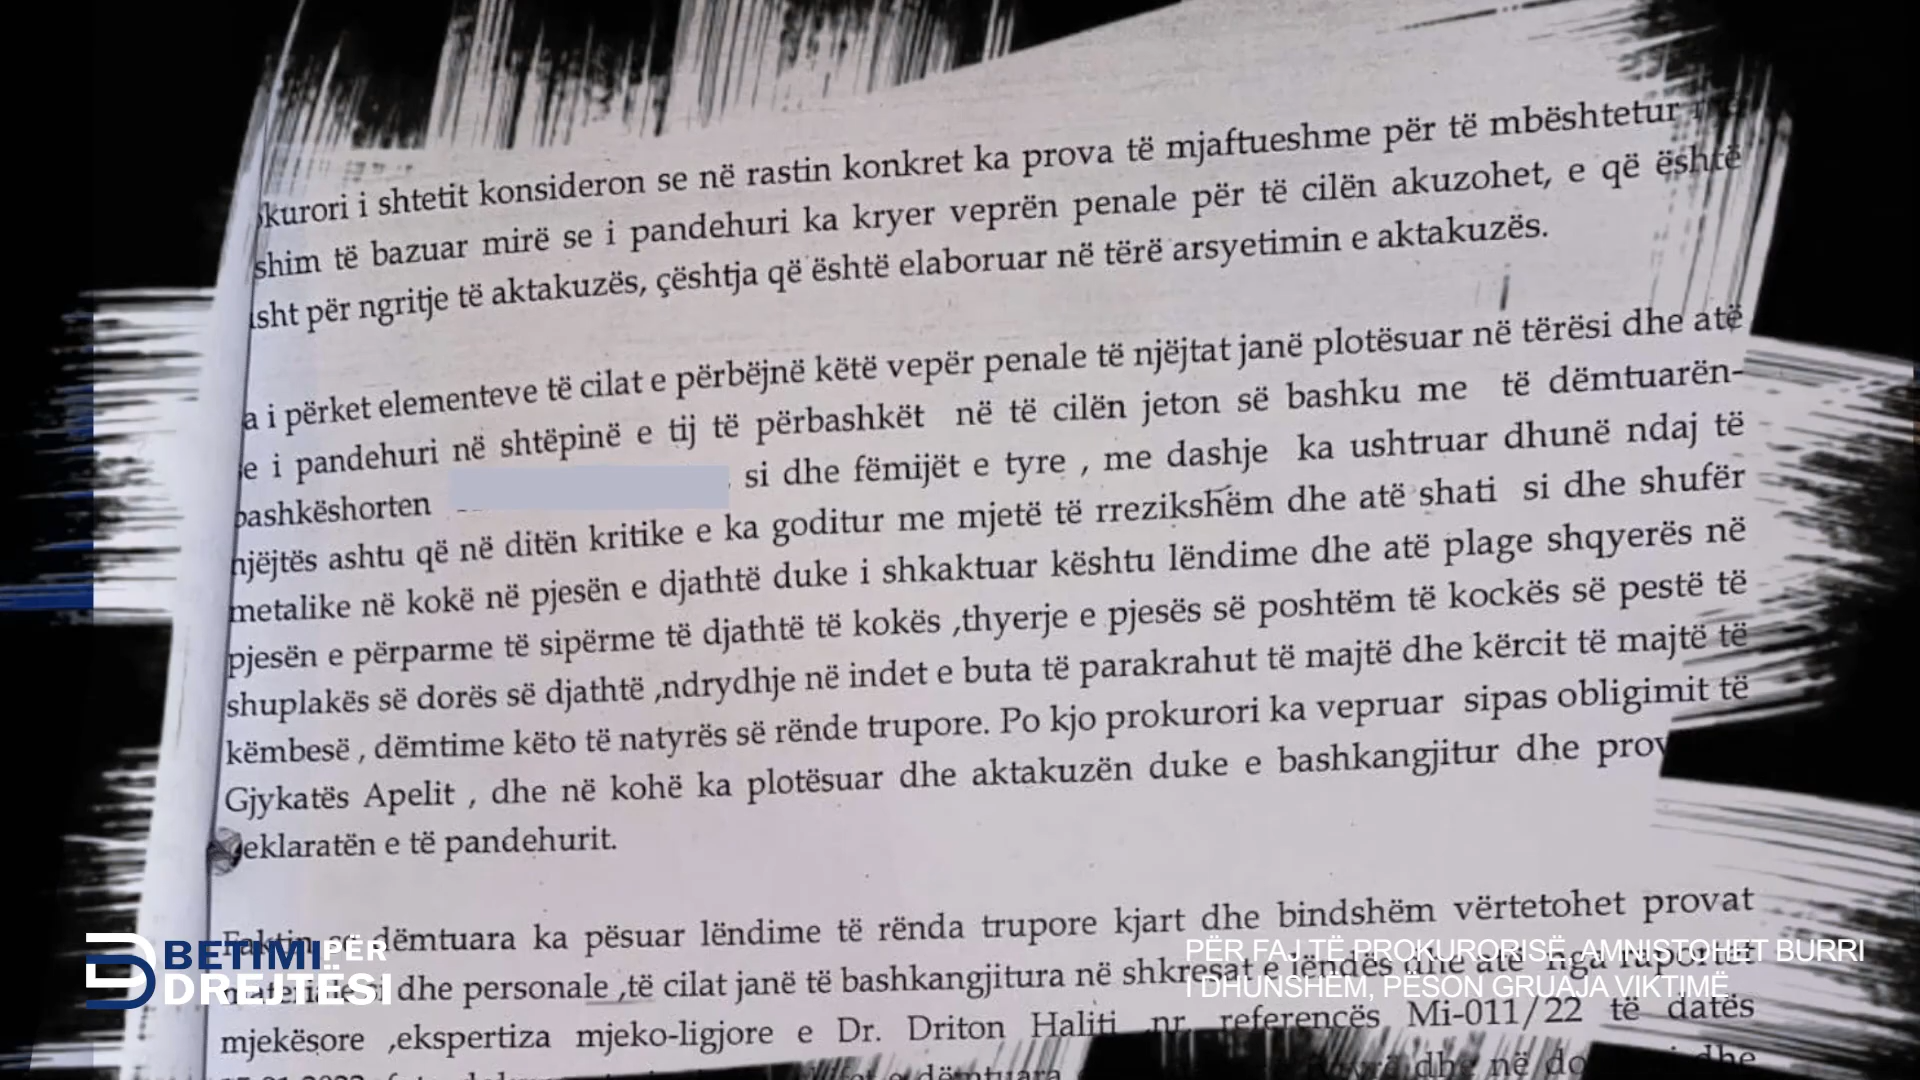 kurori i shtetit konsideron se në rastin konkret ka prova të mjaftueshme për të mbështetur
shim të bazuar mirë se i pandehuri ka kryer veprën penale për të cilën akuzohet, e që është
sht për ngritje të aktakuzës, çështja që është elaboruar në tërë arsyetimin e aktakuzës.
a i përket elementeve të cilat e përbëjnë këtë vepër penale të njëjtat janë plotësuar në tërësi dhe atë
e i pandehuri në shtëpinë e tij të përbashkët në të cilën jeton së bashku me të dëmtuarën-
bashkëshorten si dhe fëmijët e tyre , me dashje ka ushtruar dhunë ndaj të
njëjtës ashtu që në ditën kritike e ka goditur me mjetë të rrezikshëm dhe atë shati si dhe shufër
metalike në kokë në pjesën e djathtë duke i shkaktuar kështu lëndime dhe atë plage shqyerës në
pjesën e përparme të sipërme të djathtë të kokës ,thyerje e pjesës së poshtëm të kockës së pestë të
shuplakës së dorës së djathtë ,ndrydhje në indet e buta të parakrahut të majtë dhe kërcit të majtë të
këmbesë , dëmtime këto të natyrës së rënde trupore. Po kjo prokurori ka vepruar sipas obligimit të
Gjykatës Apelit , dhe në kohë ka plotësuar dhe aktakuzën duke e bashkangjitur dhe prov
eklaratën e të pandehurit.
Faktin se dëmtuara ka pësuar lëndime të rënda trupore kjart dhe bindshëm vërtetohet provat
dhe personale ,të cilat janë të bashkangjitura në shkresat e lëndës dhe atë nga raportet
mjekësore ,ekspertiza mjeko-ligjore e Dr. Driton Haliti nr referencës Mi-011/22 të datës
e dëmtuara dhe në dhe
BETIMI PËR
DREJTËSI
PËR FAJ TË PROKURORISË, AMNISTOHET BURRI
I DHUNSHËM, PËSON GRUAJA VIKTIMË